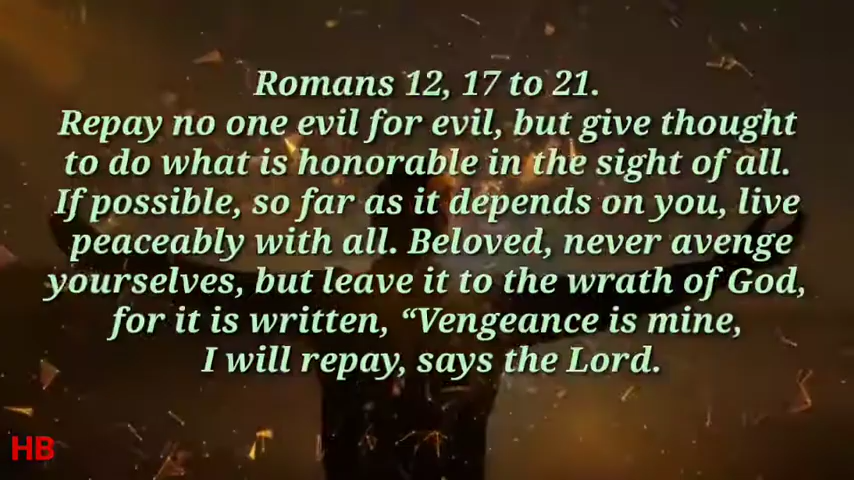 Romans 12, 17 to 21.
Repay no one evil for evil, but give thought
to do what is honorable in the sight of all.
If possible, so far as it depends on you, live
peaceably with all. Beloved, never avenge
yourselves, but leave it to the wrath of God,
for it is written, “Vengeance is mine,
I will repay, says the Lord.
HB